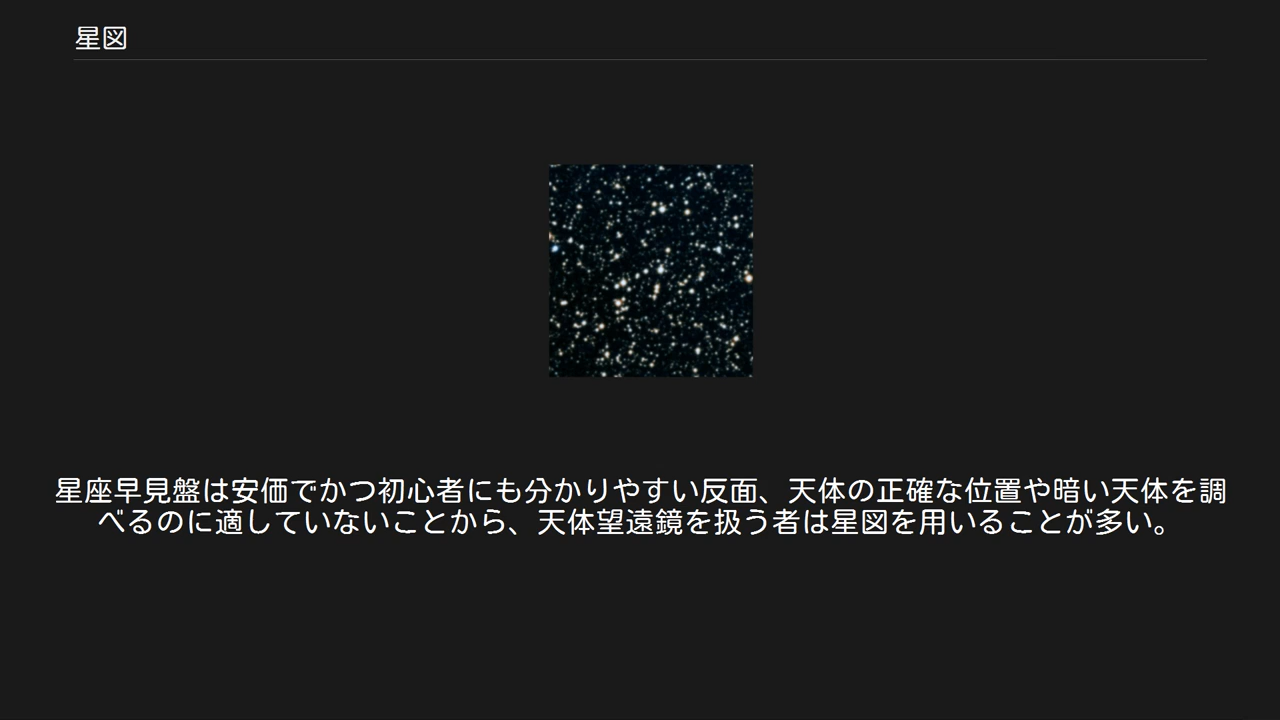 星図
星座早見盤は安価でかつ初心者にも分かりやすい反面、天体の正確な位置や暗い天体を調
べるのに適していないことから、天体望遠鏡を扱う者は星図を用いることが多い。